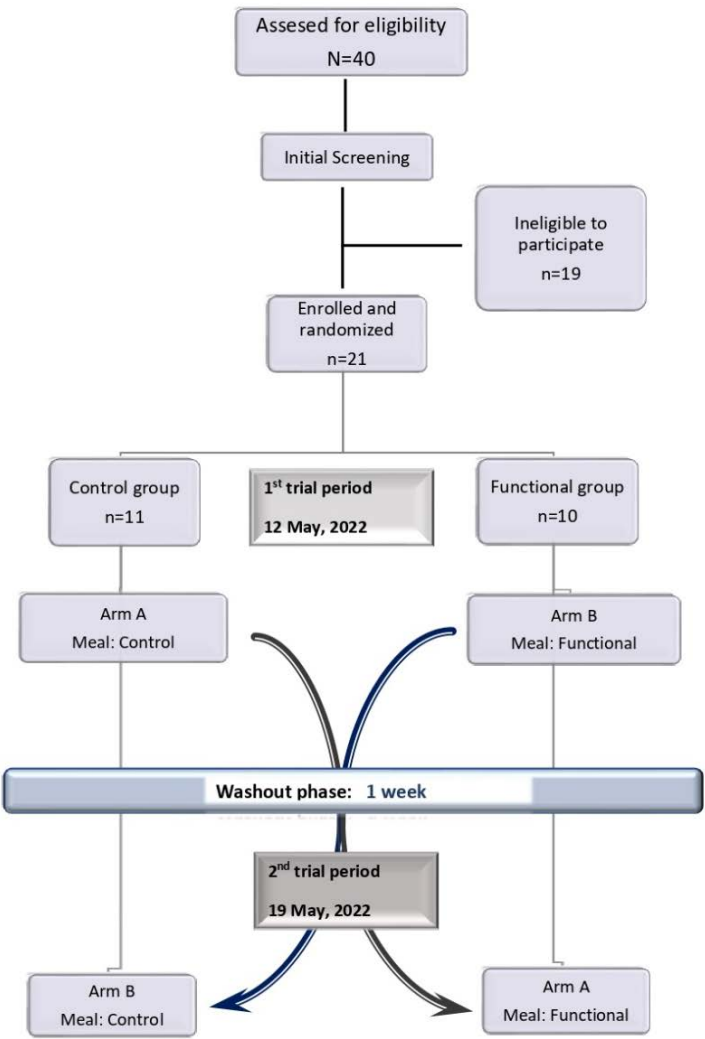 Assesed for eligibility
N=40
Initial Screening
Ineligible to
participate
n=19
Enrolled and
randomized
n=21
Control group
n=11
1st trial period
12 May, 2022
Functional group
n=10
Arm A
Meal: Control
Arm B
Meal: Functional
Washout phase: 1 week
2nd trial period
19 May, 2022
Arm B
Meal: Control
Arm A
Meal: Functional